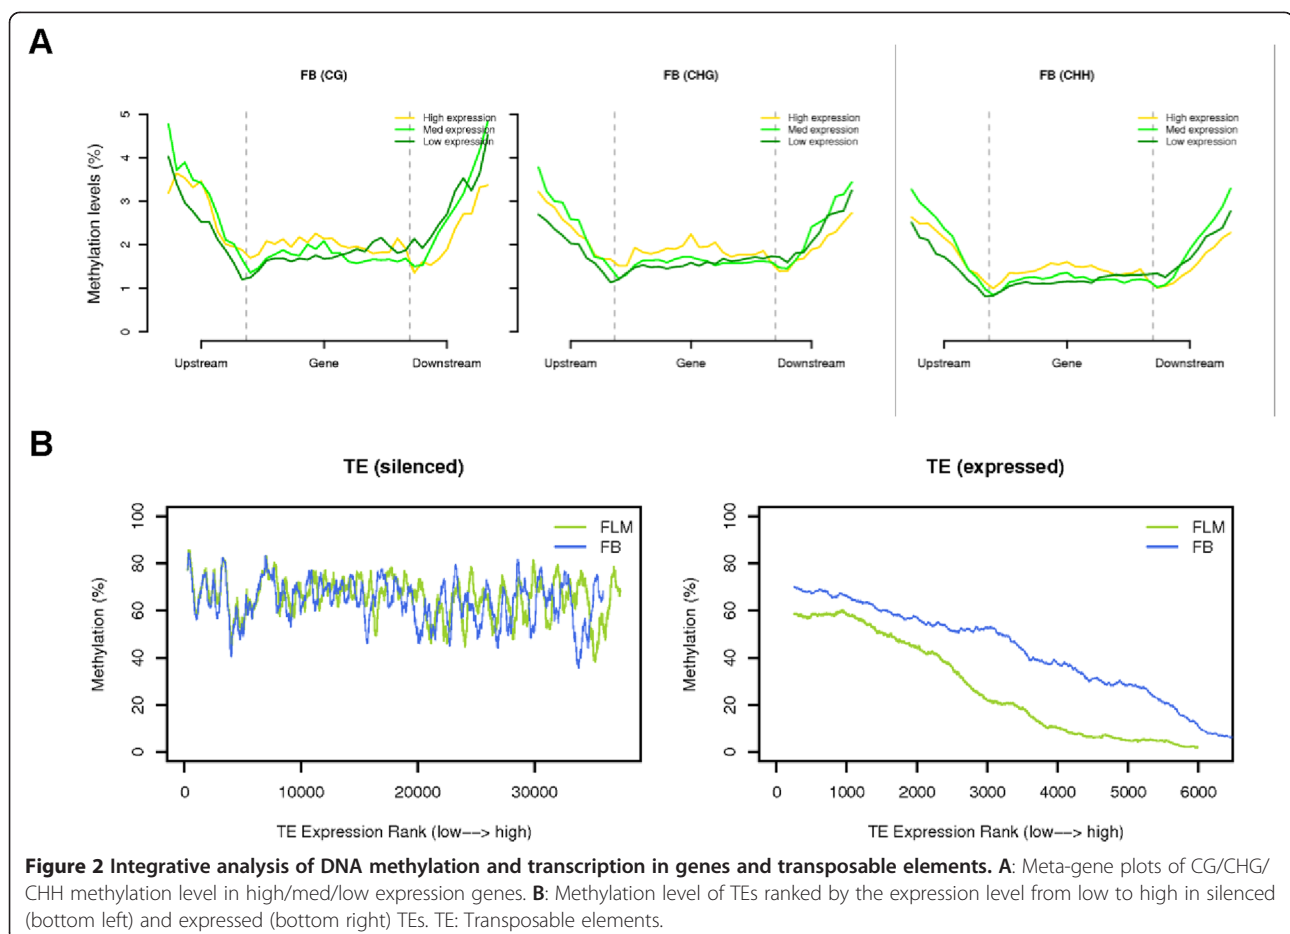 A
FB (CG)
FB (CHG)
FB (CHH)
Methylation levels (%)
0 1 2 3 4 5
High expression
Med expression
Low expression
High expression
Med expression
Low expression
High expression
Med expression
Low expression
Upstream Gene Downstream
Upstream Gene Downstream
Upstream Gene Downstream
B
TE (silenced)
TE (expressed)
Methylation (%)
0 20 40 60 80 100
FLM
FB
0 10000 20000 30000
TE Expression Rank (low−−> high)
Methylation (%)
0 20 40 60 80 100
FLM
FB
0 1000 2000 3000 4000 5000 6000
TE Expression Rank (low−−> high)
Figure 2 Integrative analysis of DNA methylation and transcription in genes and transposable elements. A: Meta-gene plots of CG/CHG/
CHH methylation level in high/med/low expression genes. B: Methylation level of TEs ranked by the expression level from low to high in silenced
(bottom left) and expressed (bottom right) TEs. TE: Transposable elements.